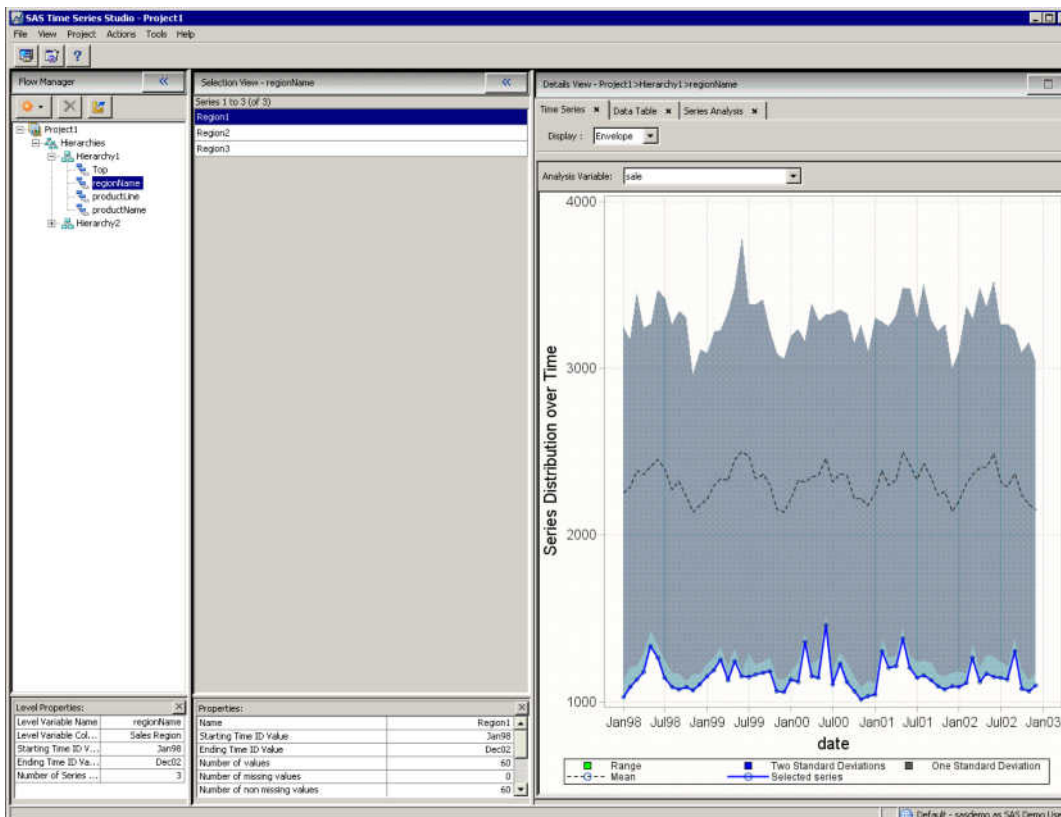 SAS Time Series Studio - Project1
File View Project Actions Tools Help
Flow Manager
Project1
Hierarchies
Hierarchy1
Top
regionName
productLine
productName
Hierarchy2
Level Properties:
Level Variable Name regionName
Level Variable Col... Sales Region
Starting Time ID V... Jan98
Ending Time ID Va... Dec02
Number of Series ... 3
Selection View - regionName
Series 1 to 3 (of 3)
Region1
Region2
Region3
Properties:
Name Region1
Starting Time ID Value Jan98
Ending Time ID Value Dec02
Number of values 60
Number of missing values 0
Number of non missing values 60
Details View - Project1>Hierarchy1>regionName
Time Series Data Table Series Analysis
Display : Envelope
Analysis Variable: sale
Series Distribution over Time
4000
3000
2000
1000
Jan98 Jul98 Jan99 Jul99 Jan00 Jul00 Jan01 Jul01 Jan02 Jul02 Jan03
date
Range Two Standard Deviations One Standard Deviation
Mean Selected series
Default - sasdemo as SAS Demo Use